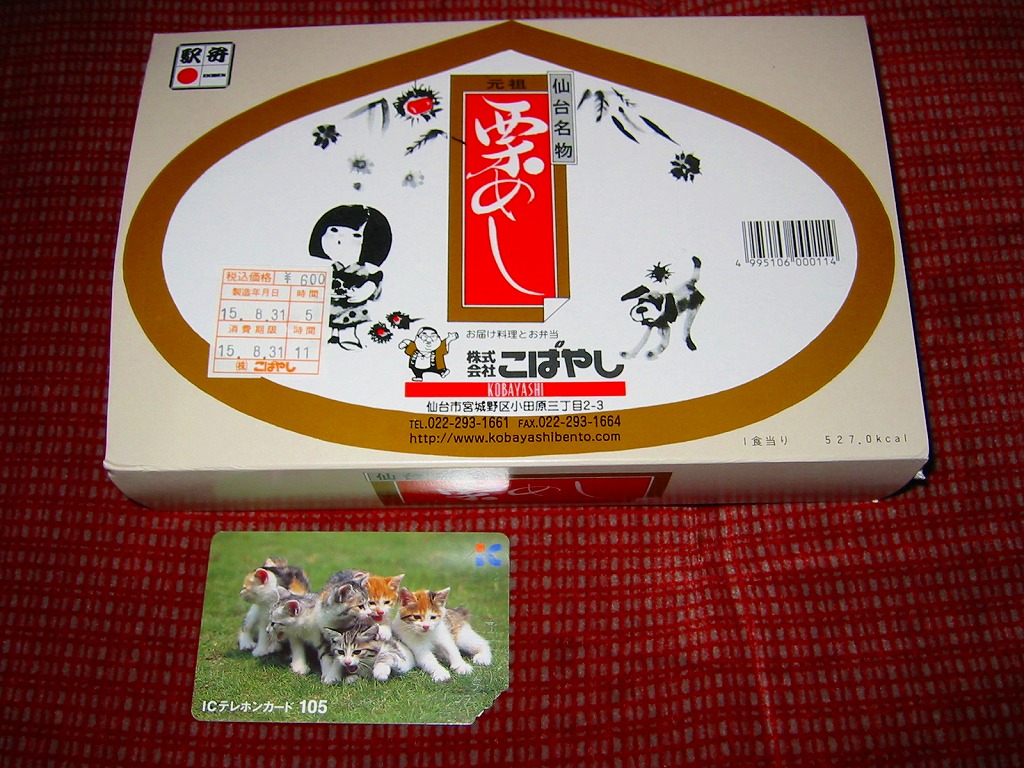 駅弁
EKIBEN
元祖
仙台名物
栗めし
4 995106 000114
税込価格 ¥600
製造年月日 時間
15. 8.31 5
消費期限 時間
15. 8.31 11
(株) こばやし
お届け料理とお弁当
株式会社 こばやし
KOBAYASHI
仙台市宮城野区小田原三丁目2-3
TEL.022-293-1661 FAX.022-293-1664
http://www.kobayashibento.com
1食当り 527.0kcal
栗めし
ICテレホンカード 105